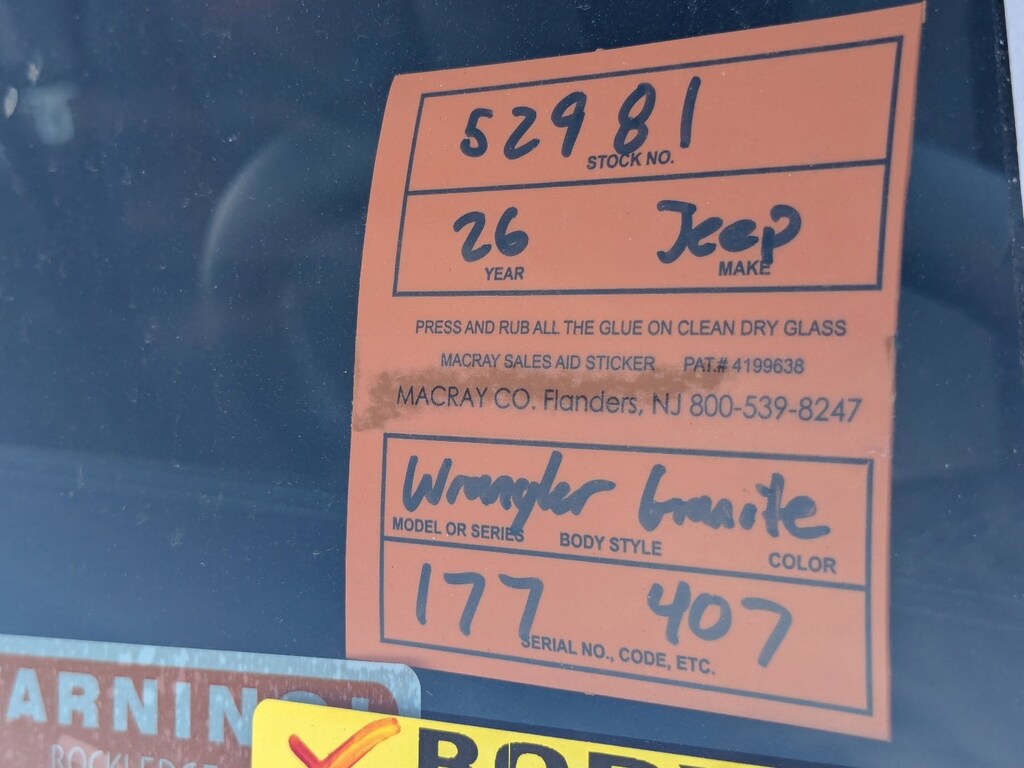 52981
STOCK NO.
26 Jeep
YEAR MAKE
PRESS AND RUB ALL THE GLUE ON CLEAN DRY GLASS
MACRAY SALES AID STICKER PAT.# 4199638
MACRAY CO. Flanders, NJ 800-539-8247
Wrangler Granite
MODEL OR SERIES BODY STYLE COLOR
177 407
SERIAL NO., CODE, ETC.